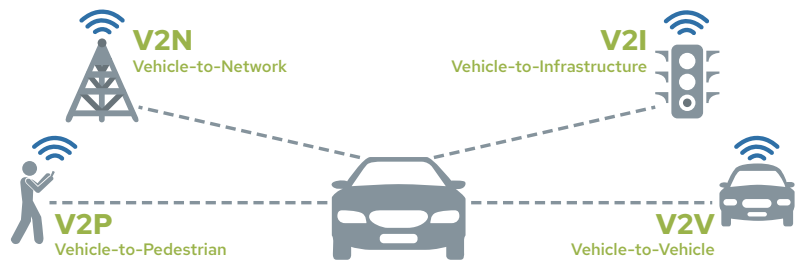 V2N
Vehicle-to-Network
V2I
Vehicle-to-Infrastructure
V2P
Vehicle-to-Pedestrian
V2V
Vehicle-to-Vehicle